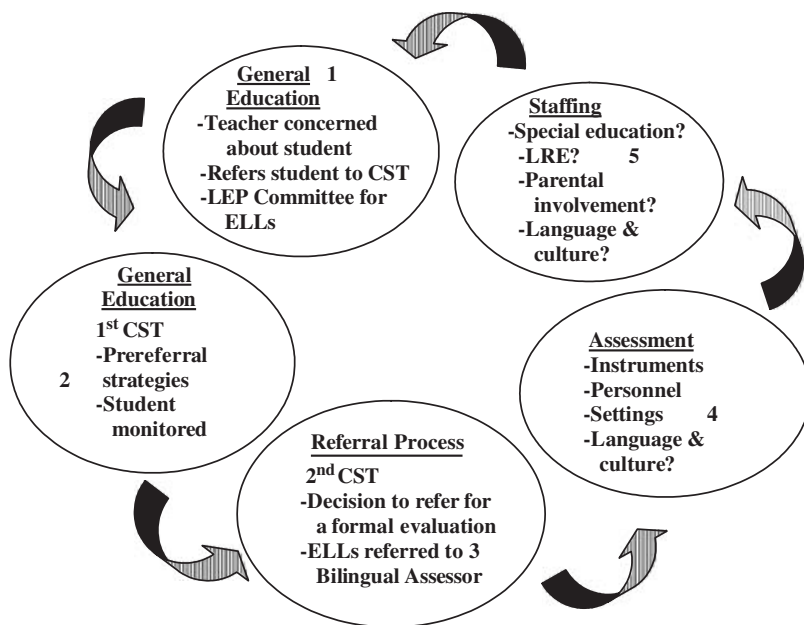 General 1
Education
-Teacher concerned
about student
-Refers student to CST
-LEP Committee for
ELLs
General
Education
1st CST
-Prereferral
2 strategies
-Student
monitored
Referral Process
2nd CST
-Decision to refer for
a formal evaluation
-ELLs referred to 3
Bilingual Assessor
Assessment
-Instruments
-Personnel
-Settings 4
-Language &
culture?
Staffing
-Special education?
-LRE? 5
-Parental
involvement?
-Language &
culture?